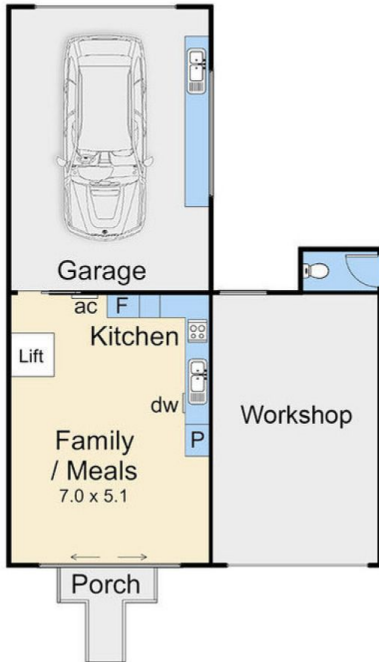 Garage
ac
F
Kitchen
Lift
dw
P
Family
/ Meals
7.0 x 5.1
Workshop
Porch